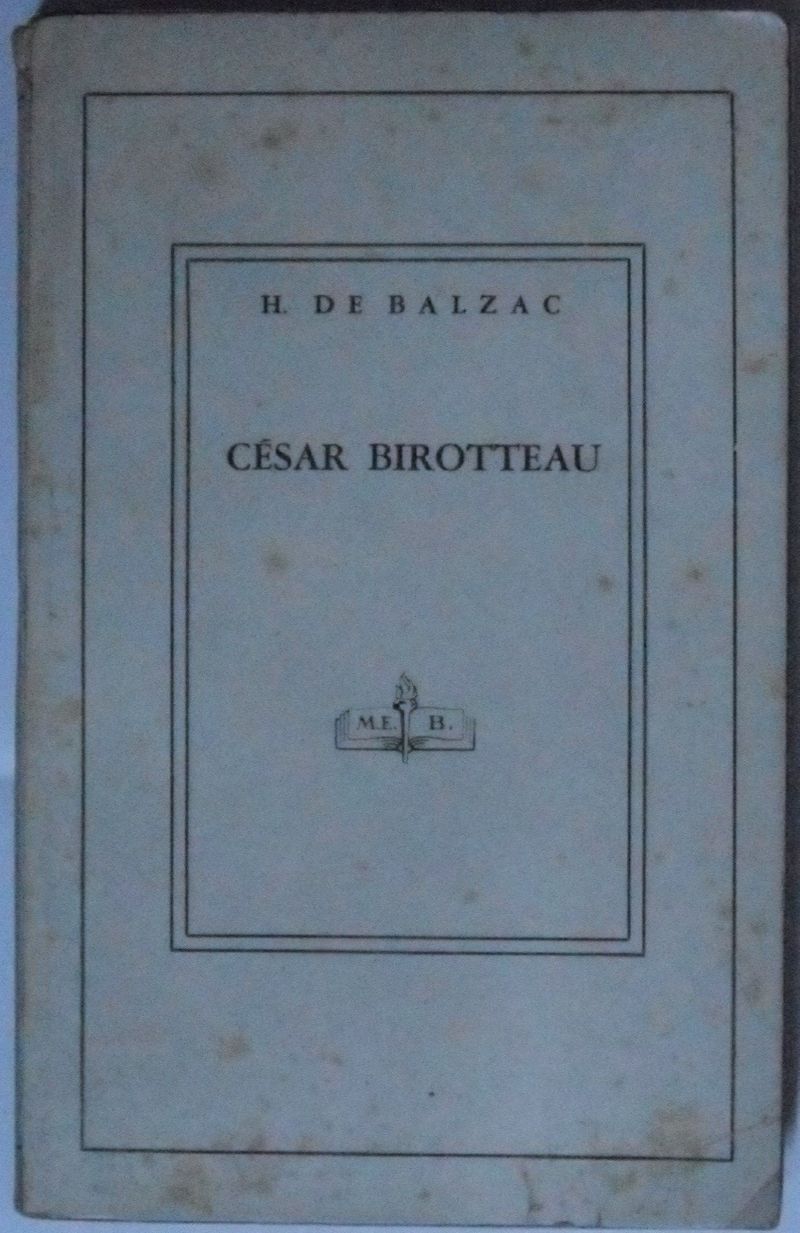 H. DE BALZAC
CÉSAR BIROTTEAU
M.E. B.